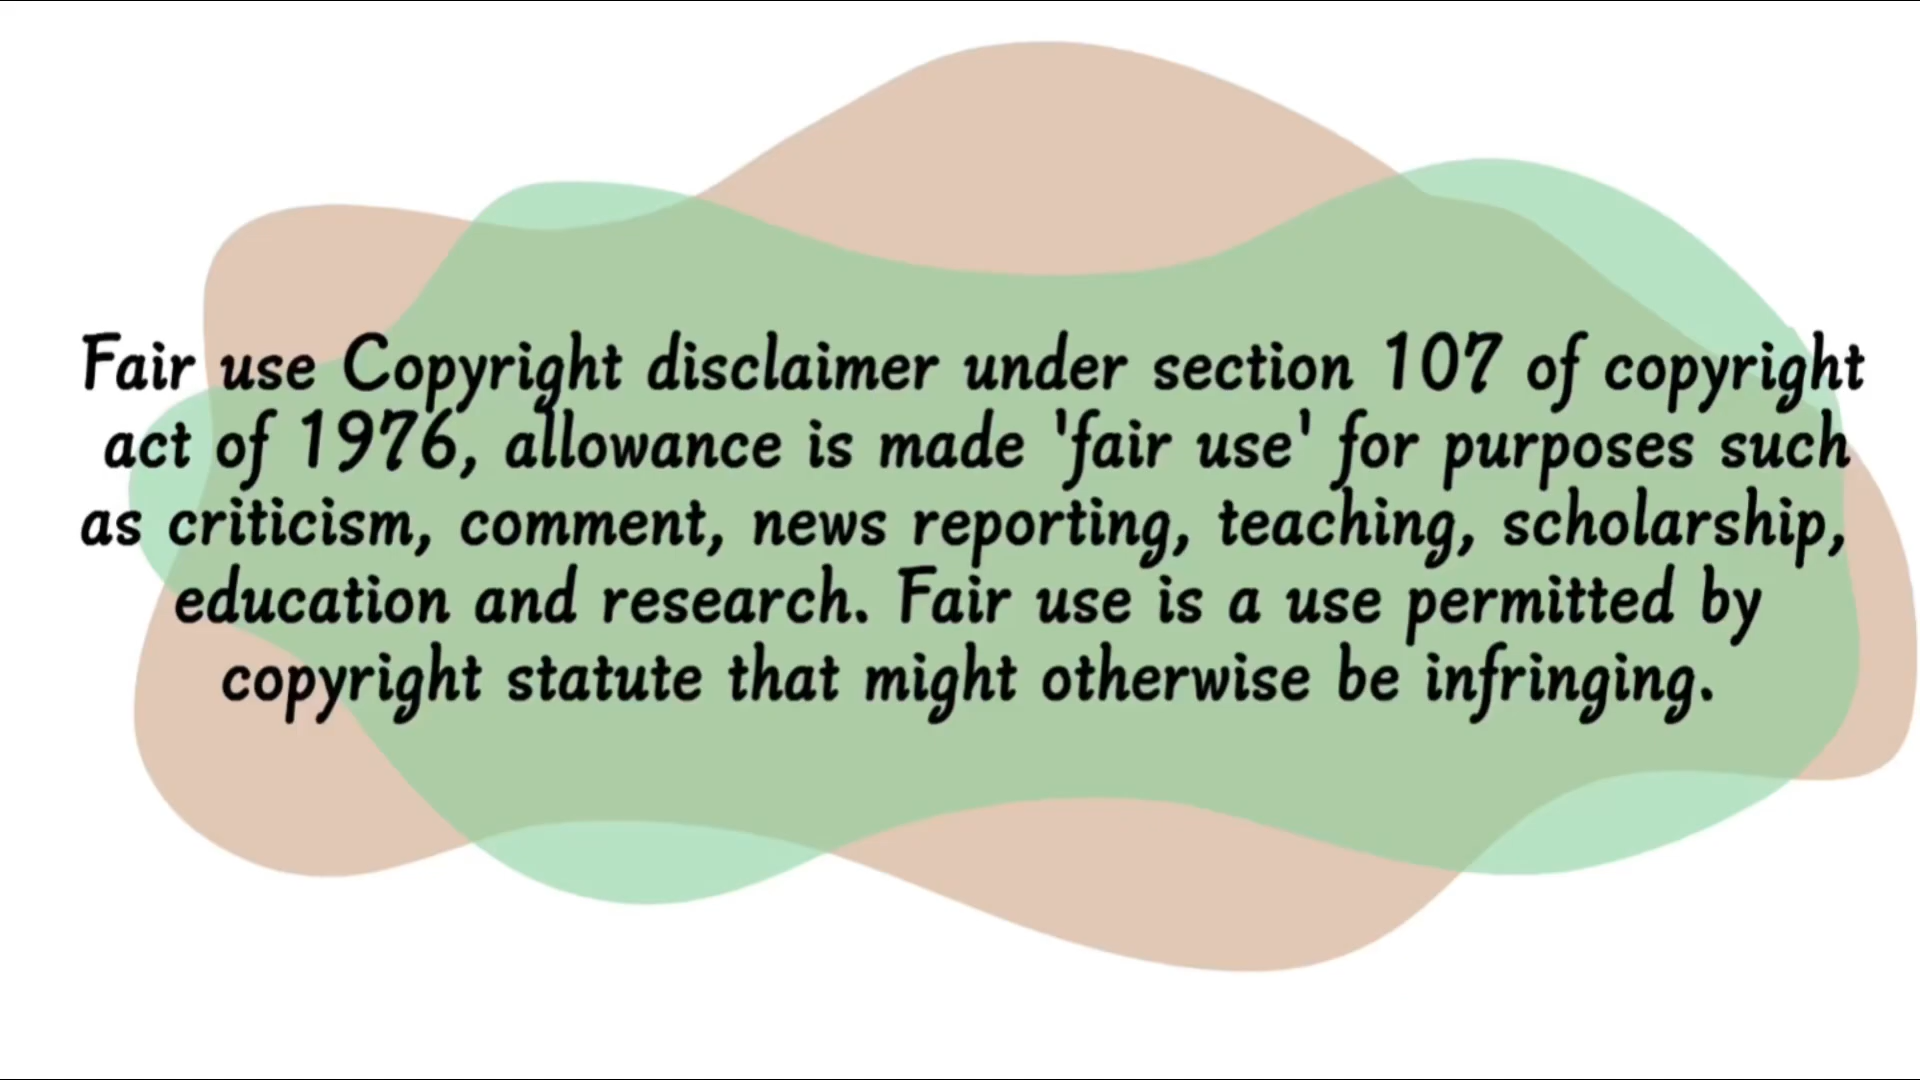 Fair use Copyright disclaimer under section 107 of copyright
act of 1976, allowance is made 'fair use' for purposes such
as criticism, comment, news reporting, teaching, scholarship,
education and research. Fair use is a use permitted by
copyright statute that might otherwise be infringing.